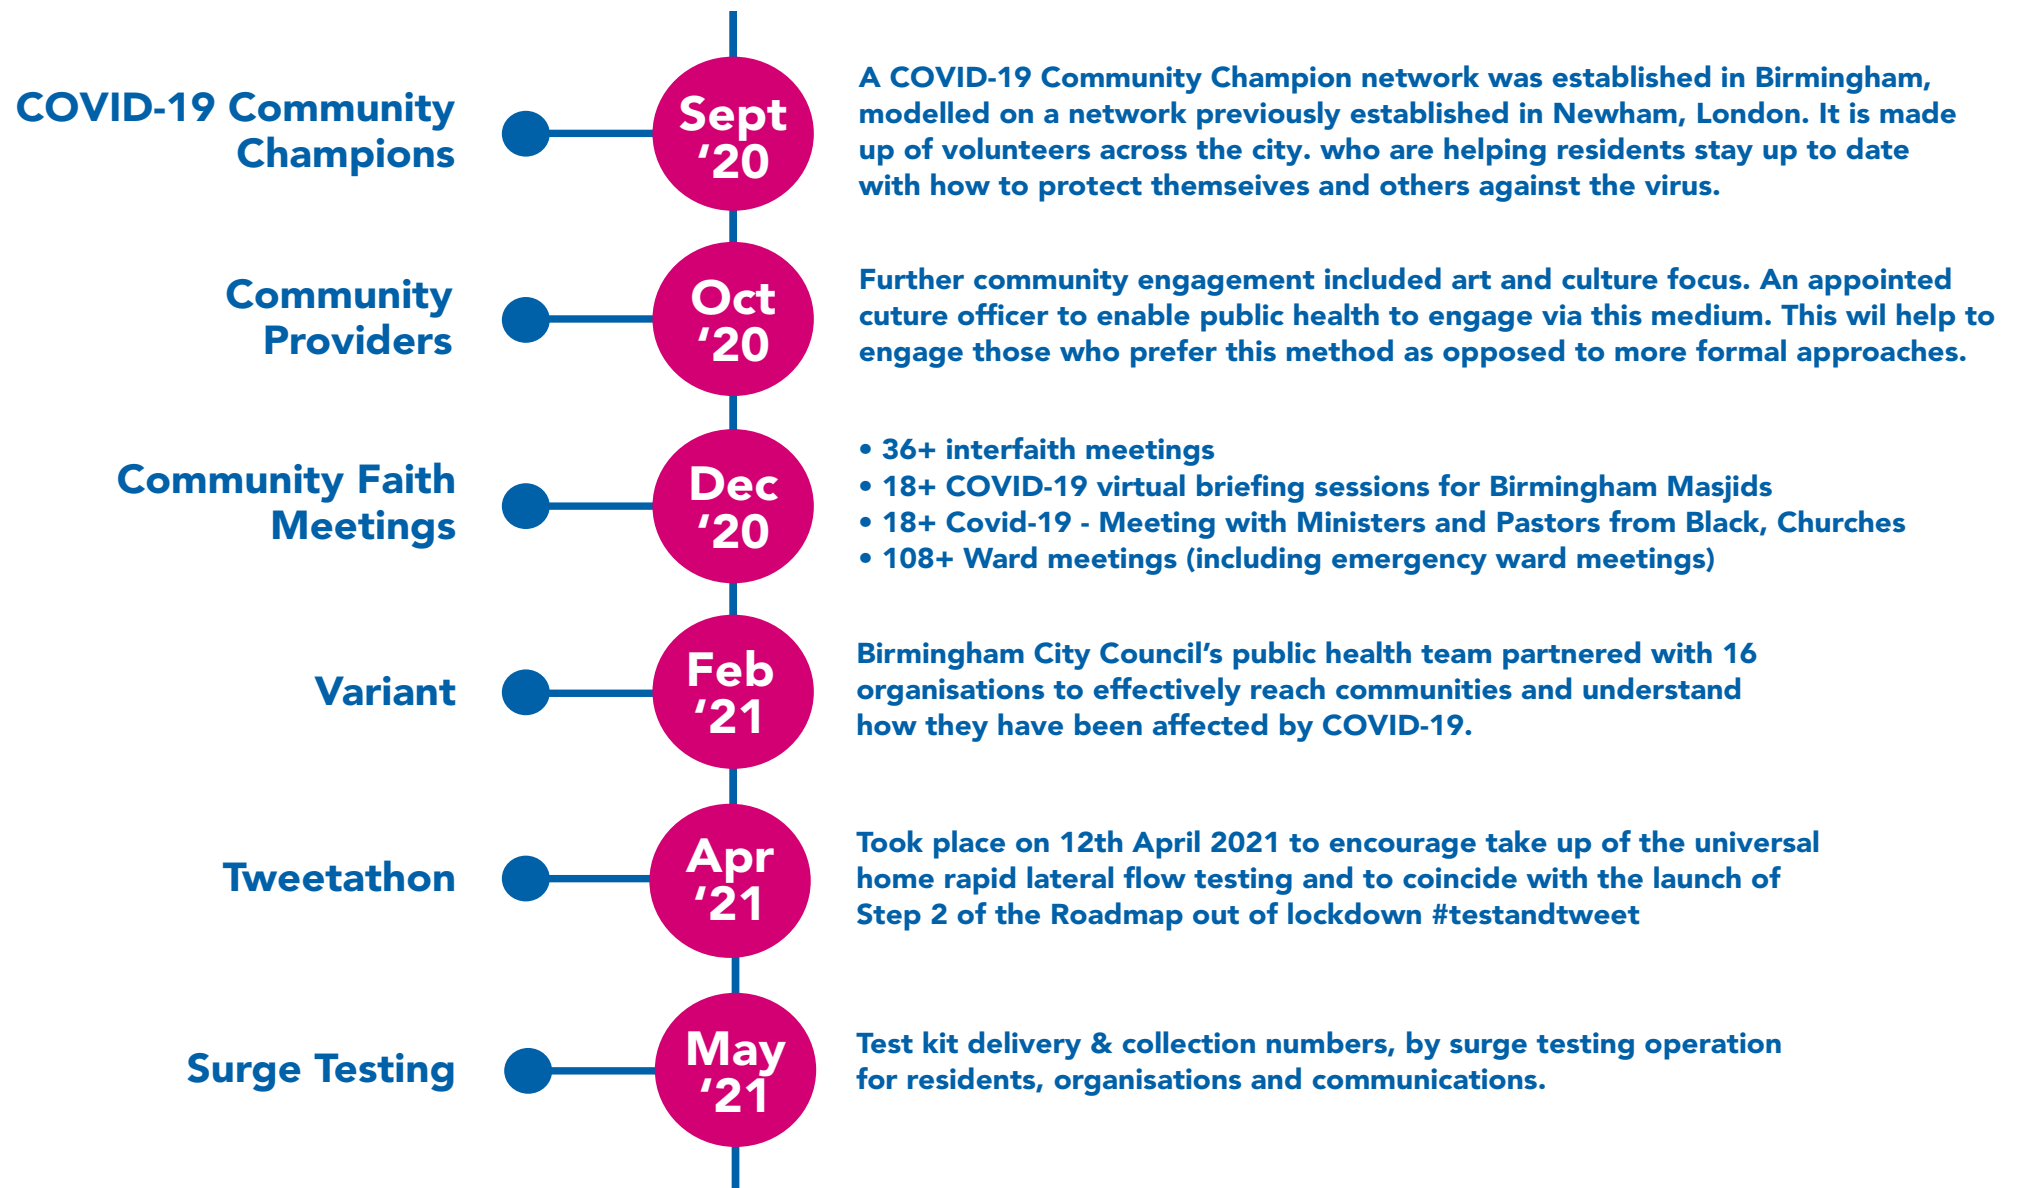 COVID-19 Community
Champions
Sept
‘20
A COVID-19 Community Champion network was established in Birmingham,
modelled on a network previously established in Newham, London. It is made
up of volunteers across the city. who are helping residents stay up to date
with how to protect themseives and others against the virus.
Community
Providers
Oct
‘20
Further community engagement included art and culture focus. An appointed
cuture officer to enable public health to engage via this medium. This wil help to
engage those who prefer this method as opposed to more formal approaches.
Community Faith
Meetings
Dec
‘20
• 36+ interfaith meetings
• 18+ COVID-19 virtual briefing sessions for Birmingham Masjids
• 18+ Covid-19 - Meeting with Ministers and Pastors from Black, Churches
• 108+ Ward meetings (including emergency ward meetings)
Variant
Feb
‘21
Birmingham City Council’s public health team partnered with 16
organisations to effectively reach communities and understand
how they have been affected by COVID-19.
Tweetathon
Apr
‘21
Took place on 12th April 2021 to encourage take up of the universal
home rapid lateral flow testing and to coincide with the launch of
Step 2 of the Roadmap out of lockdown #testandtweet
Surge Testing
May
‘21
Test kit delivery & collection numbers, by surge testing operation
for residents, organisations and communications.